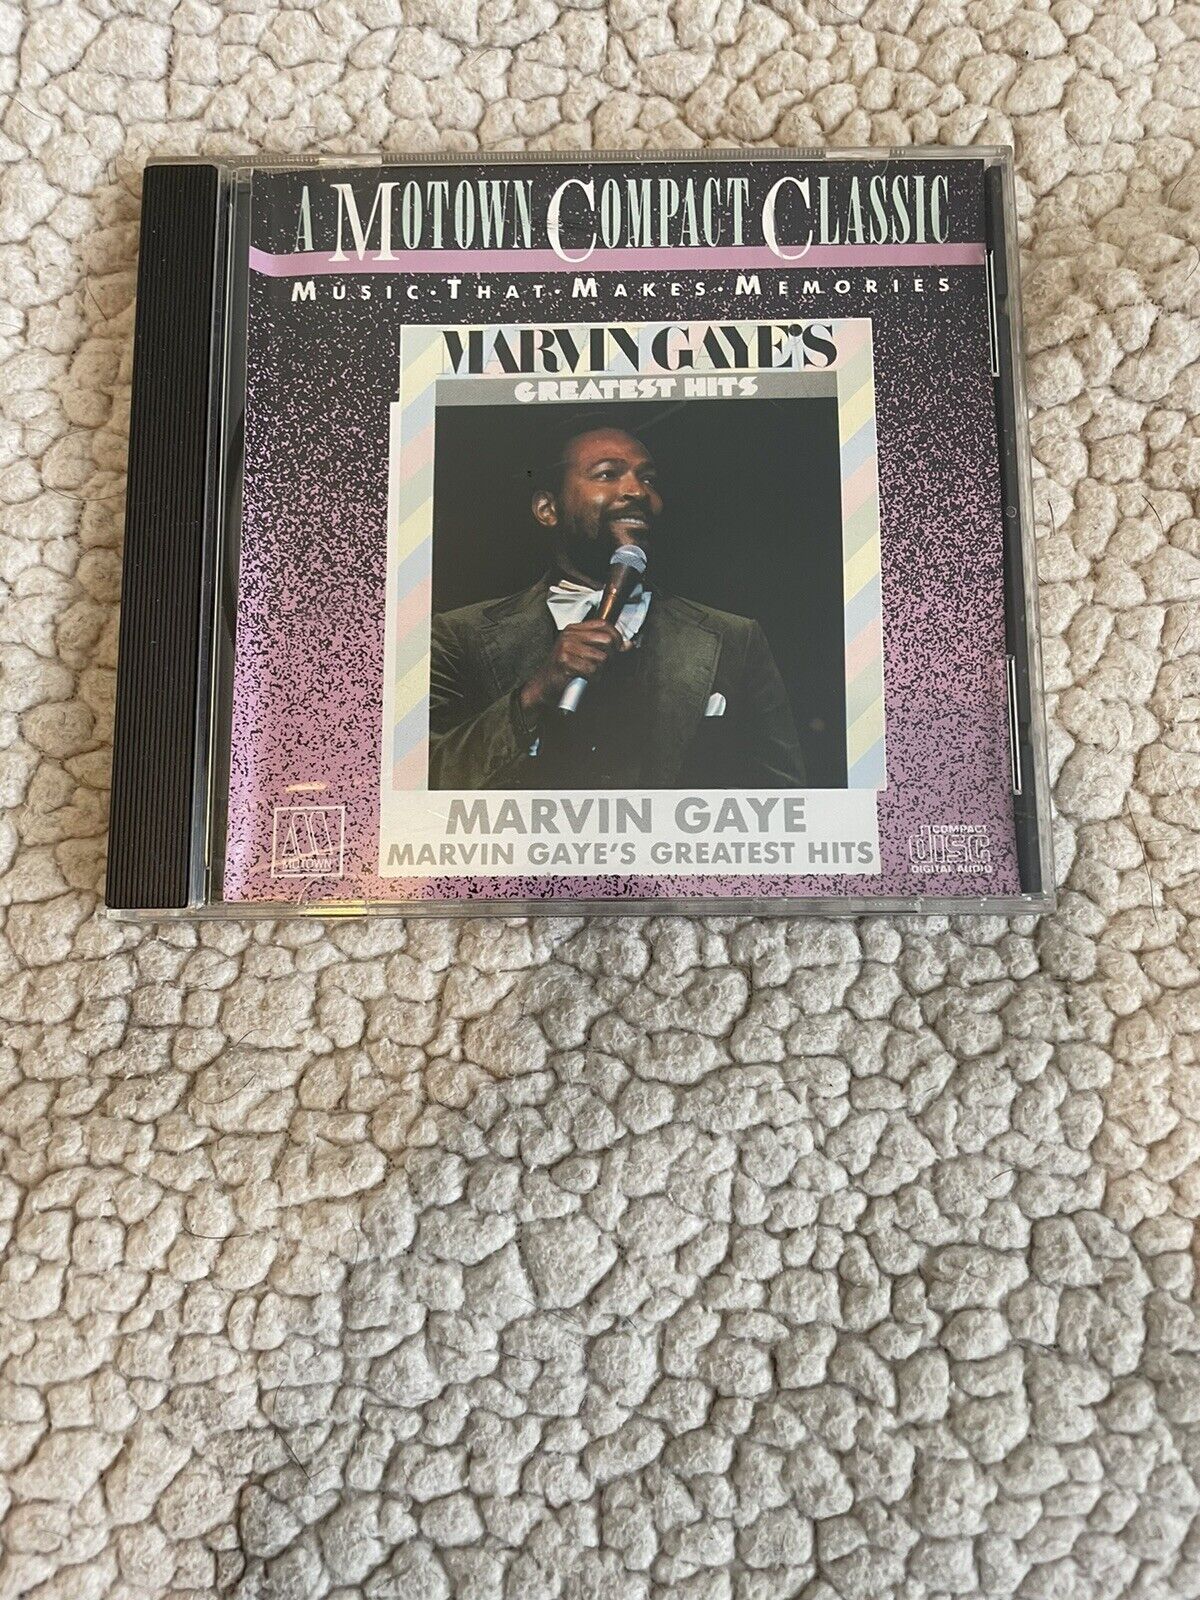 A MOTOWN COMPACT CLASSIC
MUSIC·THAT·MAKES·MEMORIES
MARVIN GAYE'S
GREATEST HITS
MARVIN GAYE
MARVIN GAYE'S GREATEST HITS
M
MOTOWN
COMPACT
disc
DIGITAL AUDIO